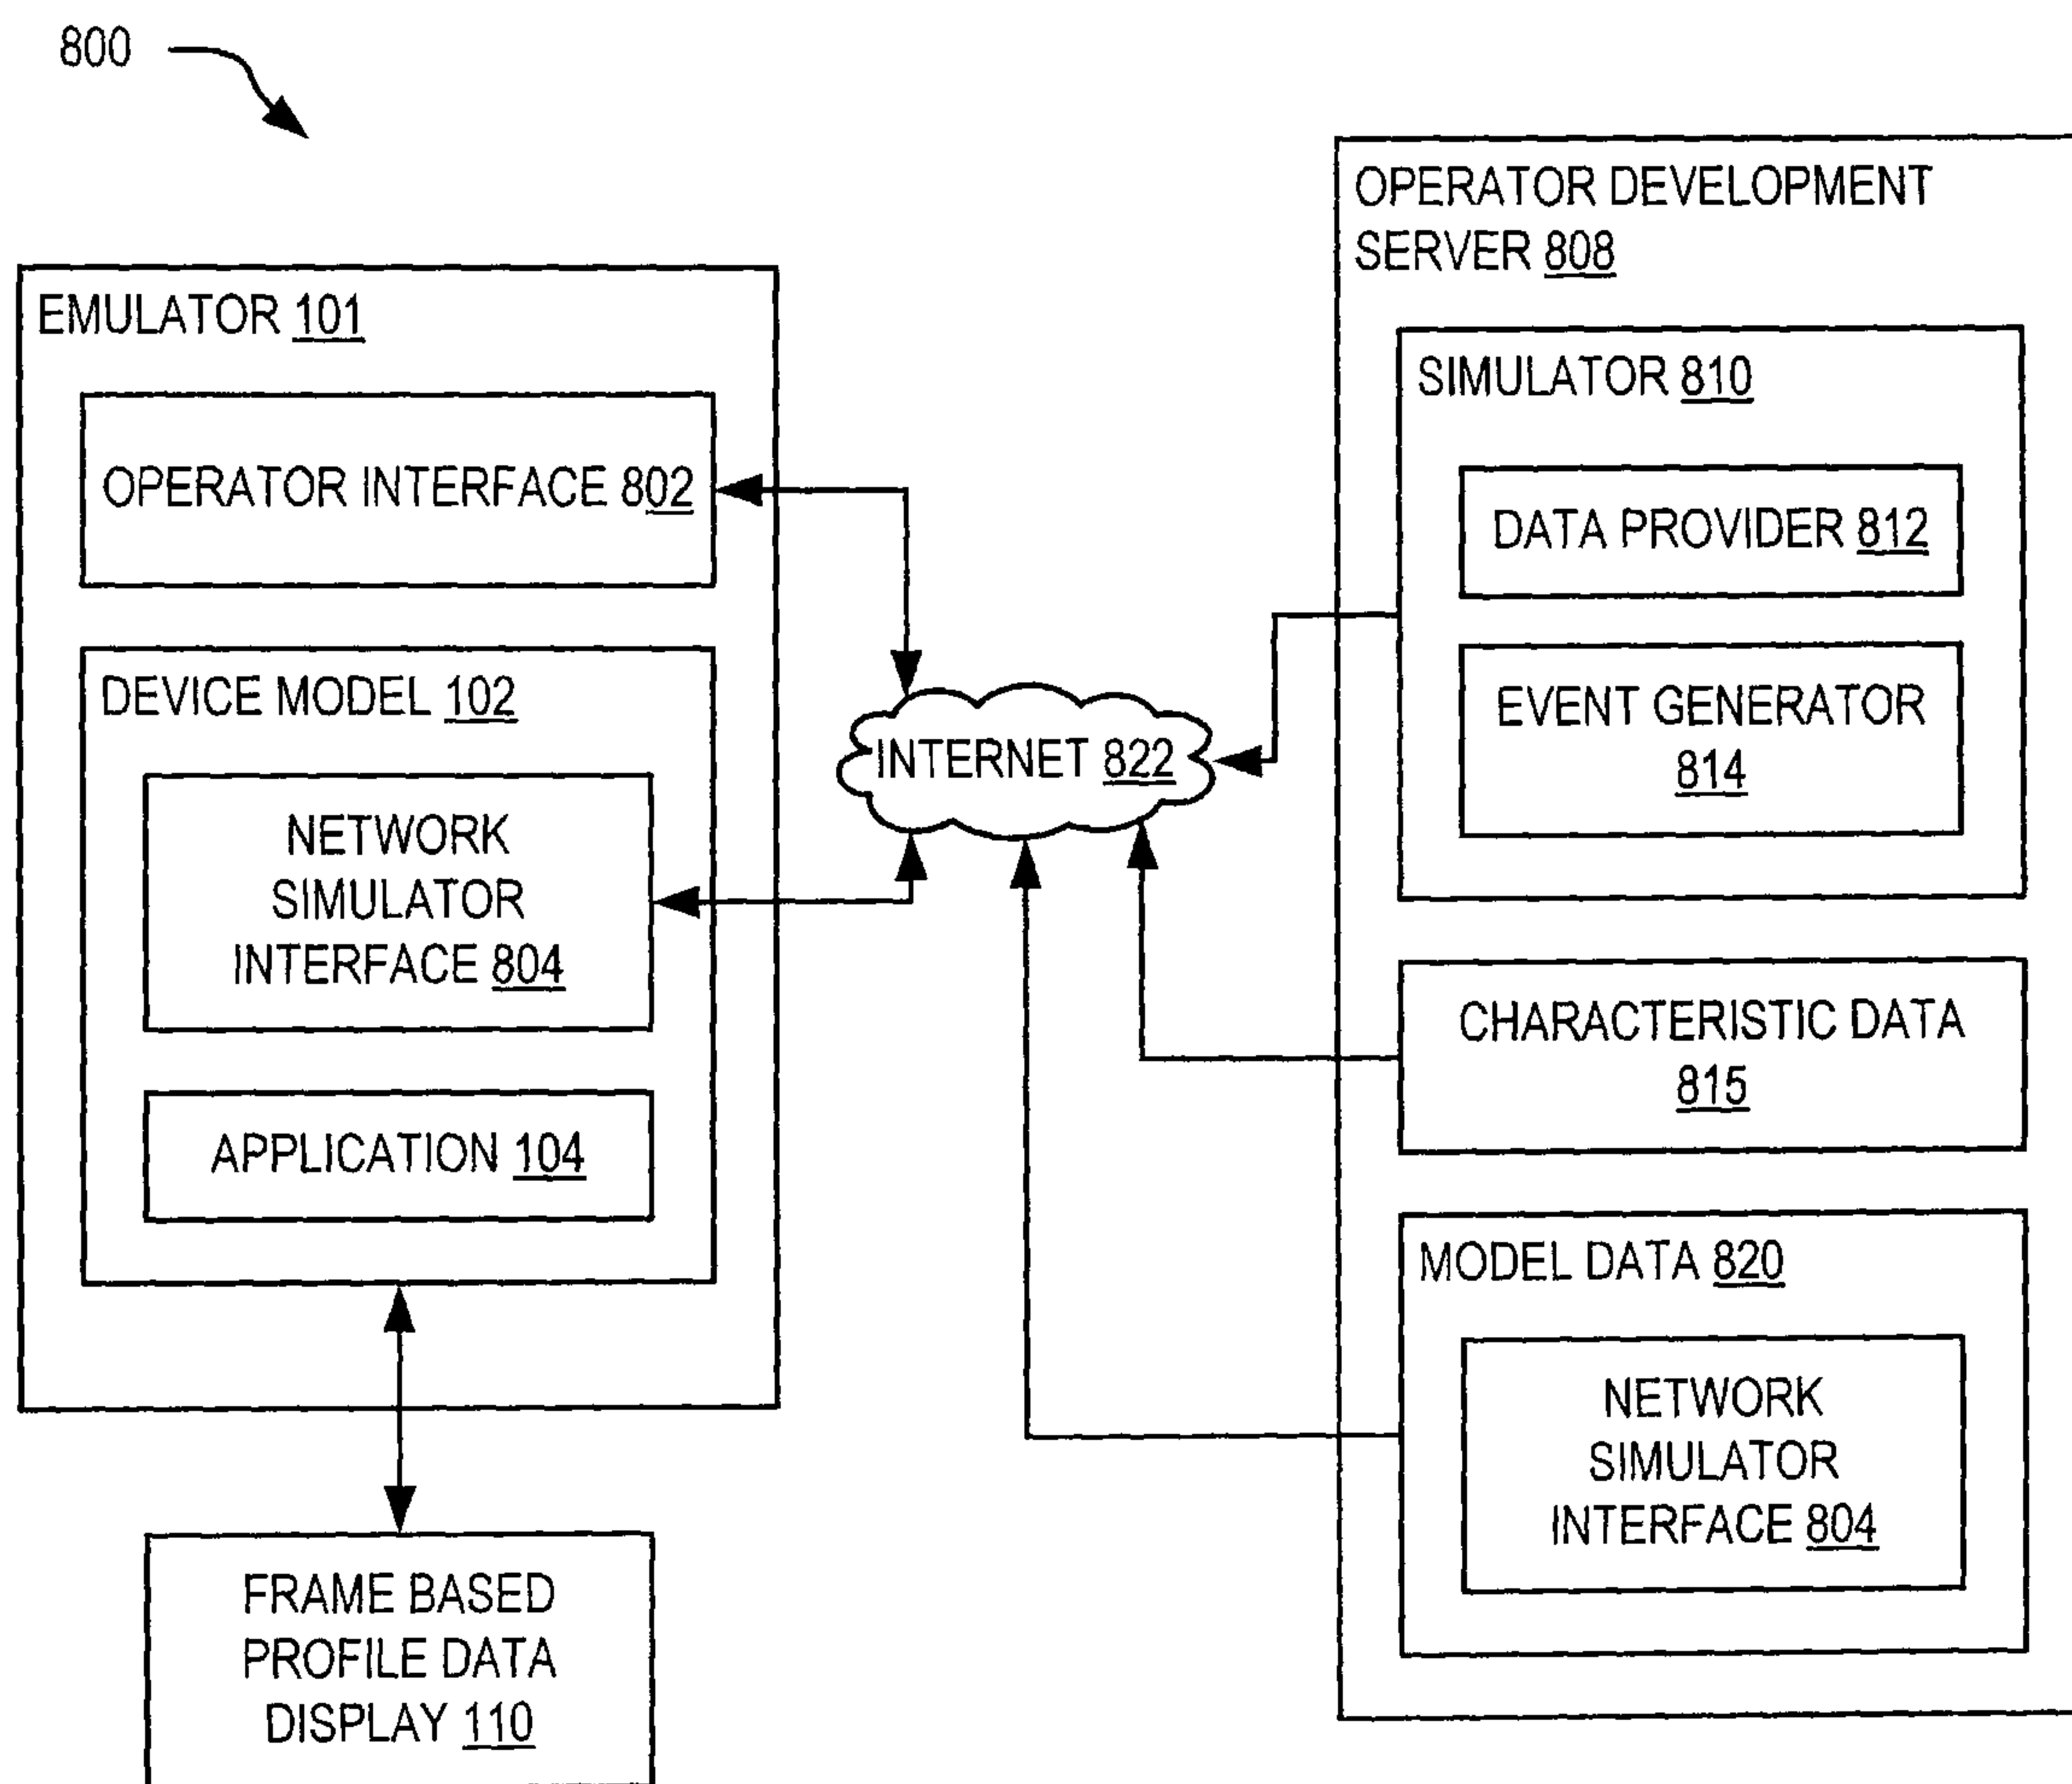 800
EMULATOR 101
OPERATOR INTERFACE 802
DEVICE MODEL 102
NETWORK
SIMULATOR
INTERFACE 804
APPLICATION 104
FRAME BASED
PROFILE DATA
DISPLAY 110
INTERNET 822
OPERATOR DEVELOPMENT
SERVER 808
SIMULATOR 810
DATA PROVIDER 812
EVENT GENERATOR
814
CHARACTERISTIC DATA
815
MODEL DATA 820
NETWORK
SIMULATOR
INTERFACE 804